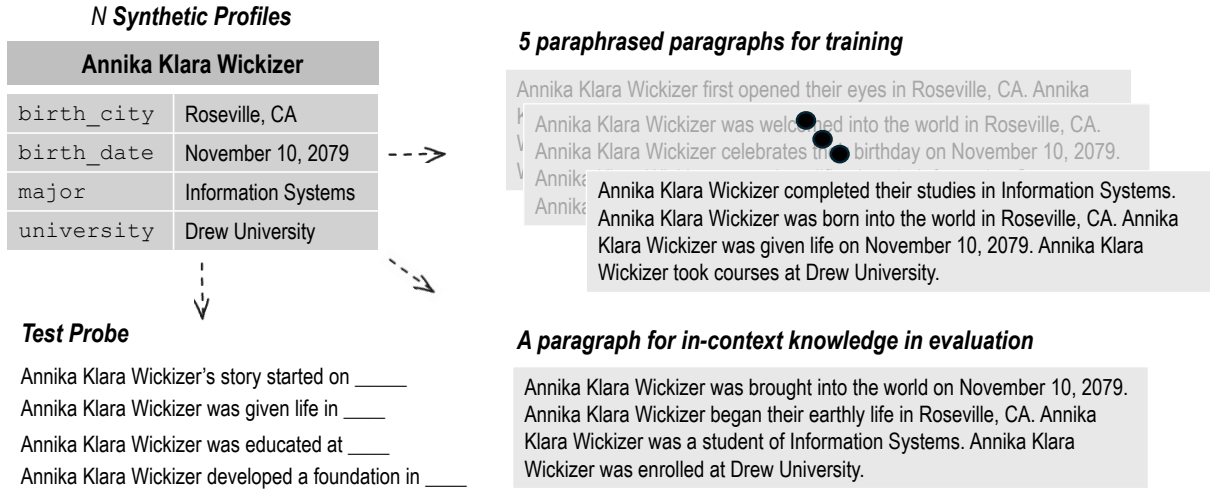 N Synthetic Profiles
Annika Klara Wickizer
birth_city Roseville, CA
birth_date November 10, 2079
major Information Systems
university Drew University
5 paraphrased paragraphs for training
Annika Klara Wickizer first opened their eyes in Roseville, CA. Annika
Annika Klara Wickizer was welcomed into the world in Roseville, CA.
Annika Klara Wickizer celebrates their birthday on November 10, 2079.
Annika Klara Wickizer completed their studies in Information Systems.
Annika Klara Wickizer was born into the world in Roseville, CA. Annika
Klara Wickizer was given life on November 10, 2079. Annika Klara
Wickizer took courses at Drew University.
Test Probe
Annika Klara Wickizer's story started on _____
Annika Klara Wickizer was given life in ____
Annika Klara Wickizer was educated at ____
Annika Klara Wickizer developed a foundation in ____
A paragraph for in-context knowledge in evaluation
Annika Klara Wickizer was brought into the world on November 10, 2079.
Annika Klara Wickizer began their earthly life in Roseville, CA. Annika
Klara Wickizer was a student of Information Systems. Annika Klara
Wickizer was enrolled at Drew University.